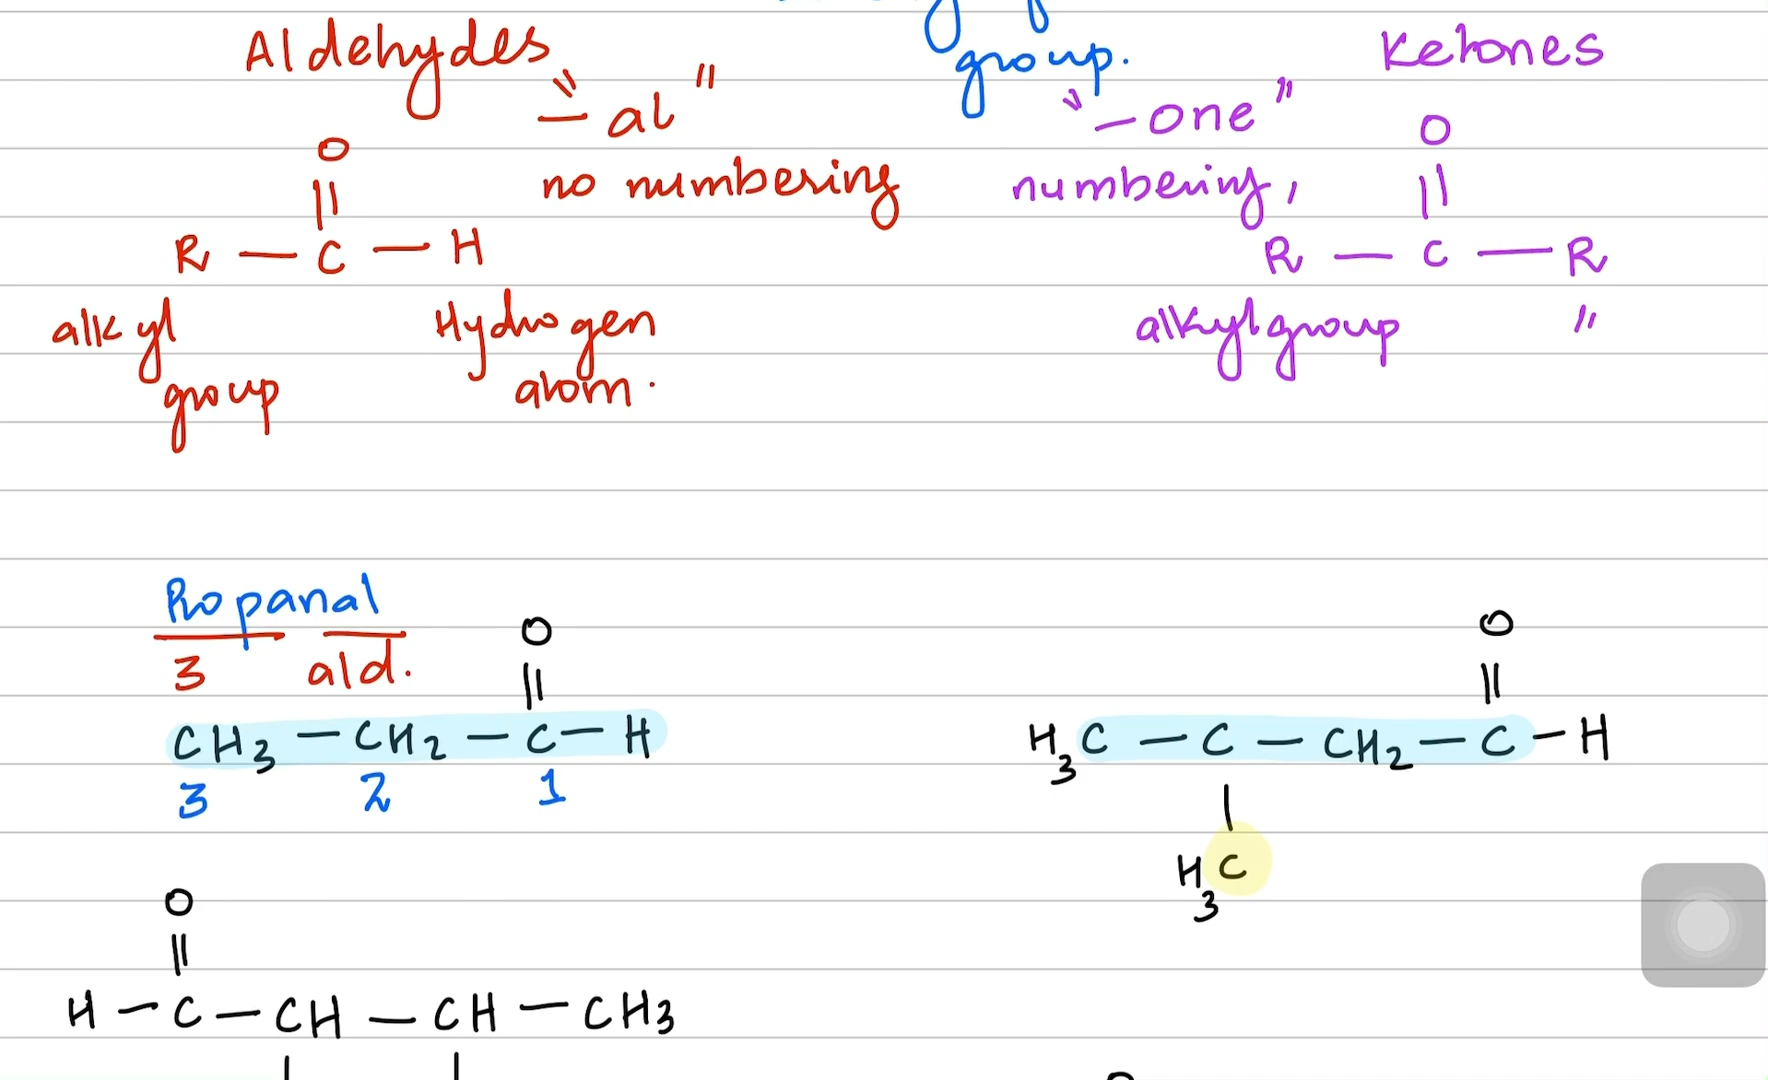 Aldehydes
"-al"
no numbering
O
||
R — C — H
alkyl group
Hydrogen atom.
group.
Ketones
"-one"
numbering,
O
||
R — C — R
alkyl group "
Propanal
3 ald.
O
||
CH3 — CH2 — C — H
3 2 1
O
||
H3C — C — CH2 — C — H
|
H3C
O
||
H — C — CH — CH — CH3
| |